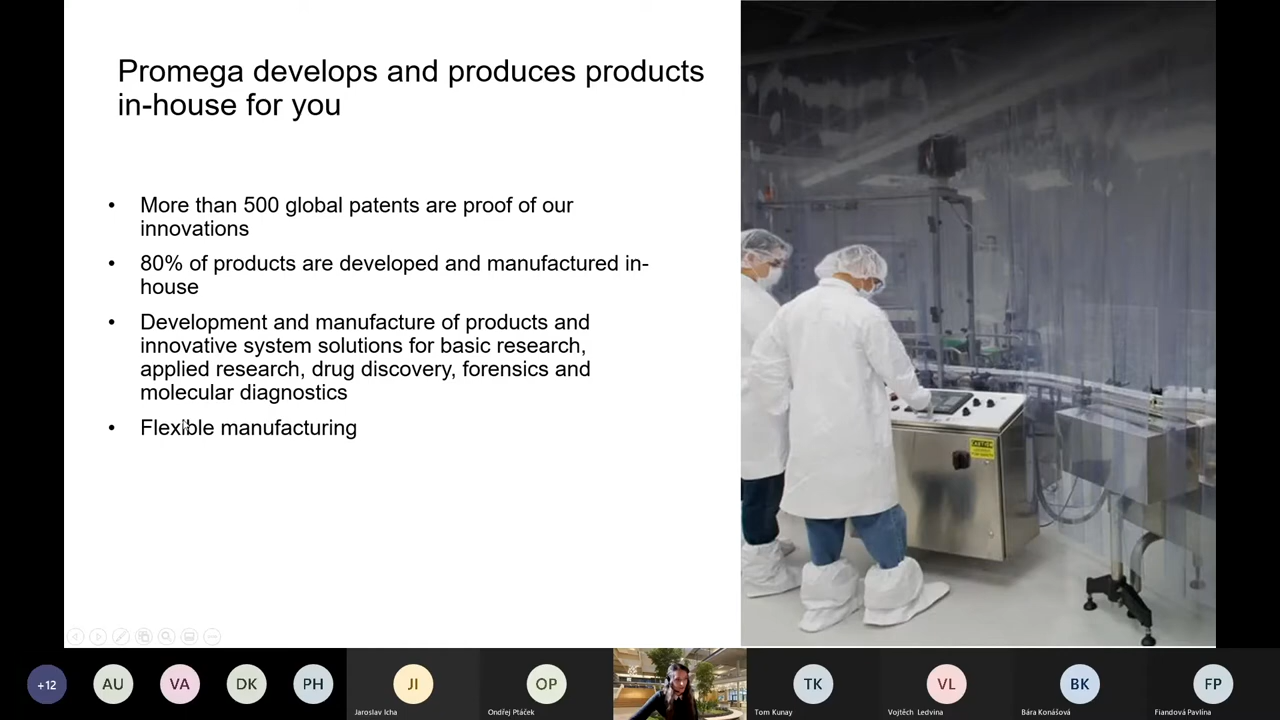 Promega develops and produces products
in-house for you
• More than 500 global patents are proof of our
innovations
• 80% of products are developed and manufactured in-
house
• Development and manufacture of products and
innovative system solutions for basic research,
applied research, drug discovery, forensics and
molecular diagnostics
• Flexible manufacturing
+12
AU
VA
DK
PH
JI
OP
TK
VL
BK
FP
Jaroslav Icha
Ondřej Ptáček
Tom Kunay
Vojtěch Ledvina
Bára Konášová
Fiandová Pavlína